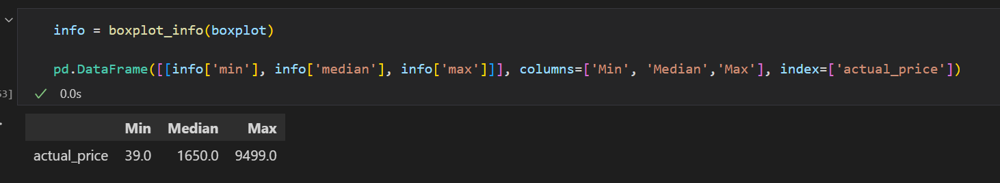 info = boxplot_info(boxplot)
pd.DataFrame([[info['min'], info['median'], info['max']]], columns=['Min', 'Median','Max'], index=['actual_price'])
53]
0.0s
Min Median Max
actual_price 39.0 1650.0 9499.0